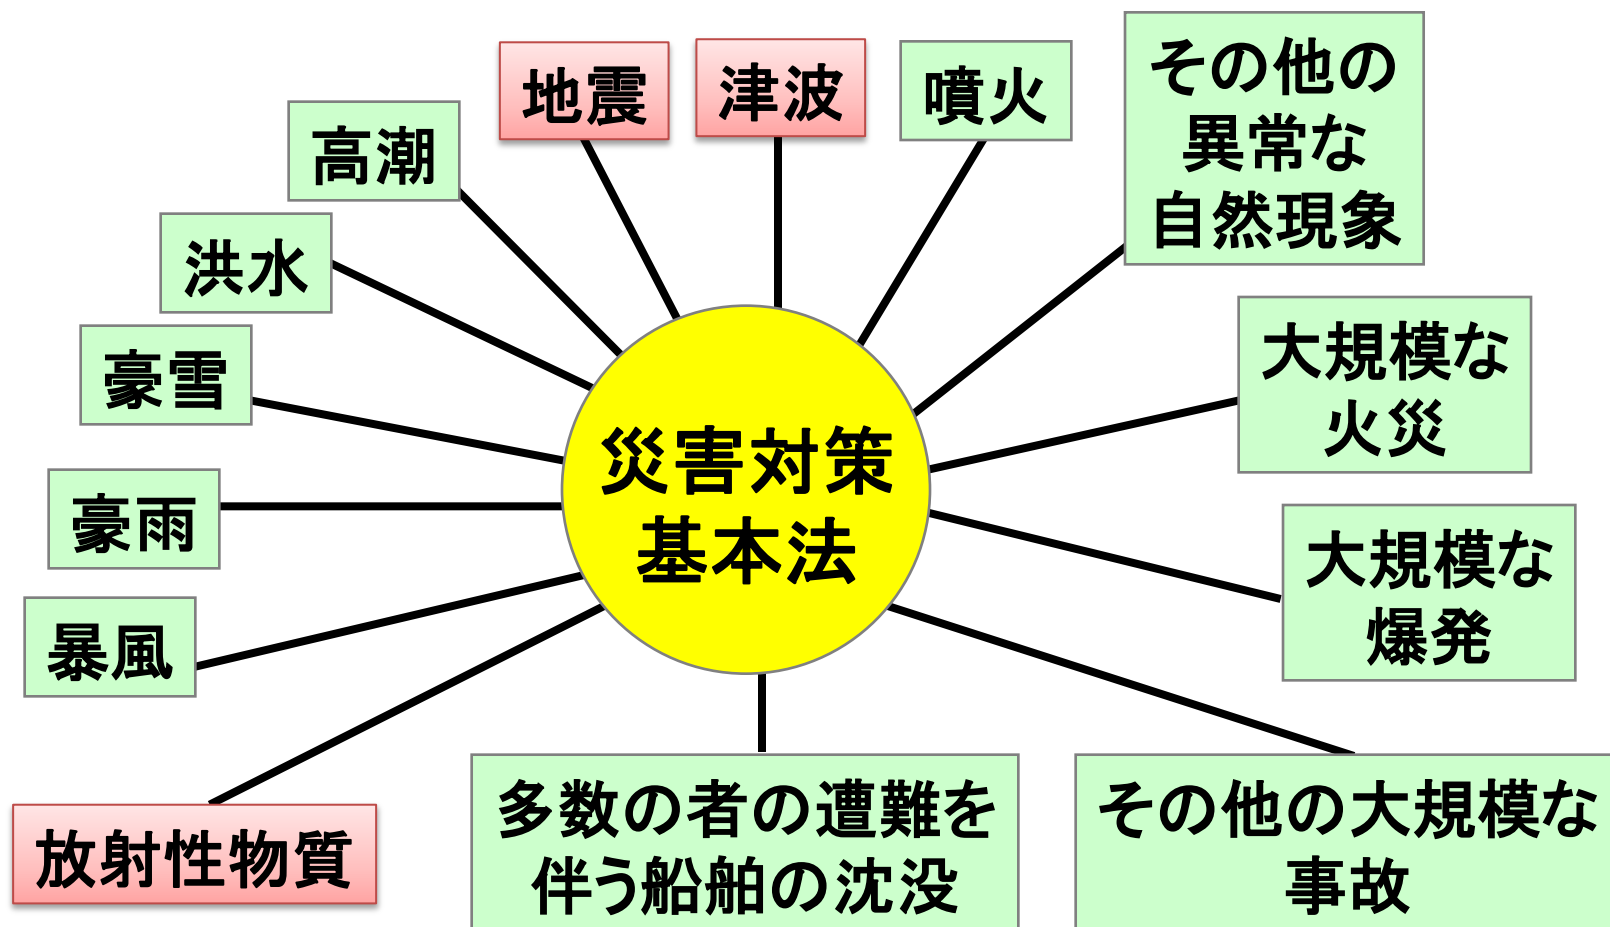 地震
津波
噴火
その他の
異常な
自然現象
高潮
洪水
豪雪
豪雨
暴風
災害対策
基本法
大規模な
火災
大規模な
爆発
放射性物質
多数の者の遭難を
伴う船舶の沈没
その他の大規模な
事故